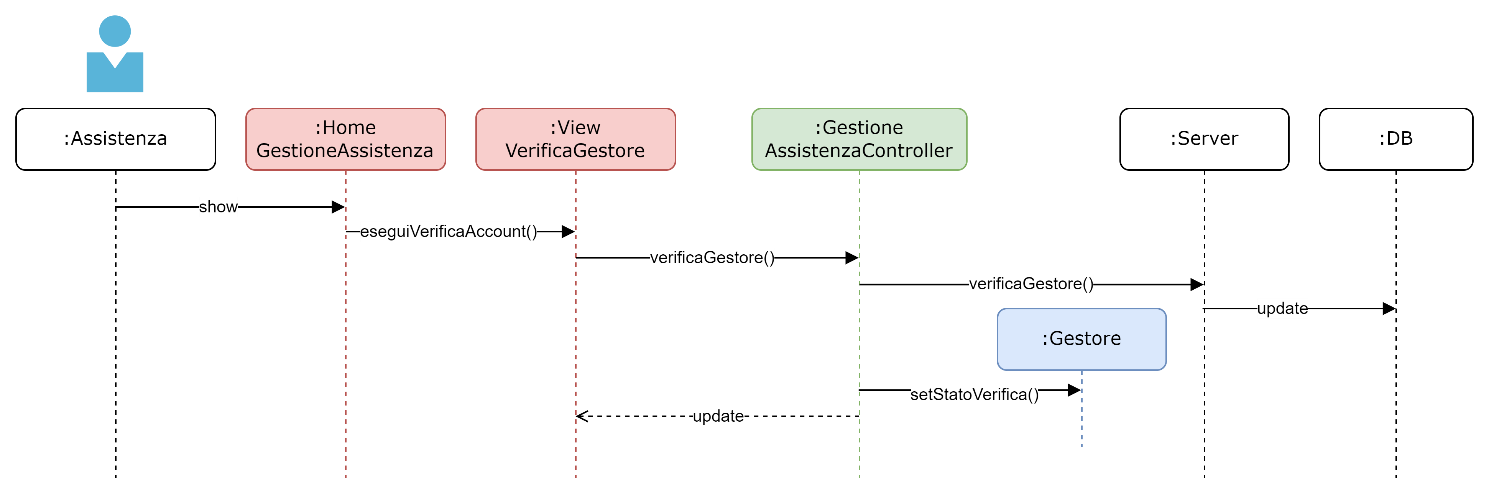 :Assistenza
:Home
GestioneAssistenza
:View
VerificaGestore
:Gestione
AssistenzaController
:Server
:DB
show
eseguiVerificaAccount()
verificaGestore()
verificaGestore()
update
:Gestore
setStatoVerifica()
update